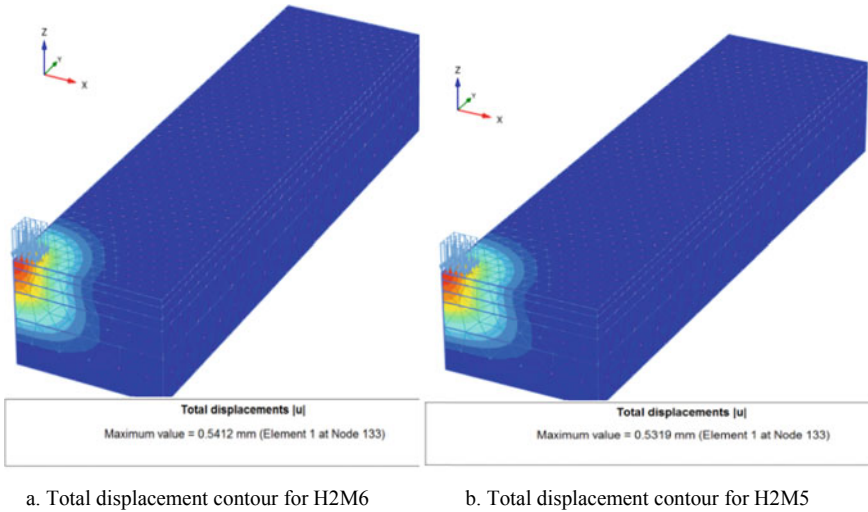 Z
Y
X
Z
Y
X
Total displacements |u|
Maximum value = 0.5412 mm (Element 1 at Node 133)
Total displacements |u|
Maximum value = 0.5319 mm (Element 1 at Node 133)
a. Total displacement contour for H2M6
b. Total displacement contour for H2M5